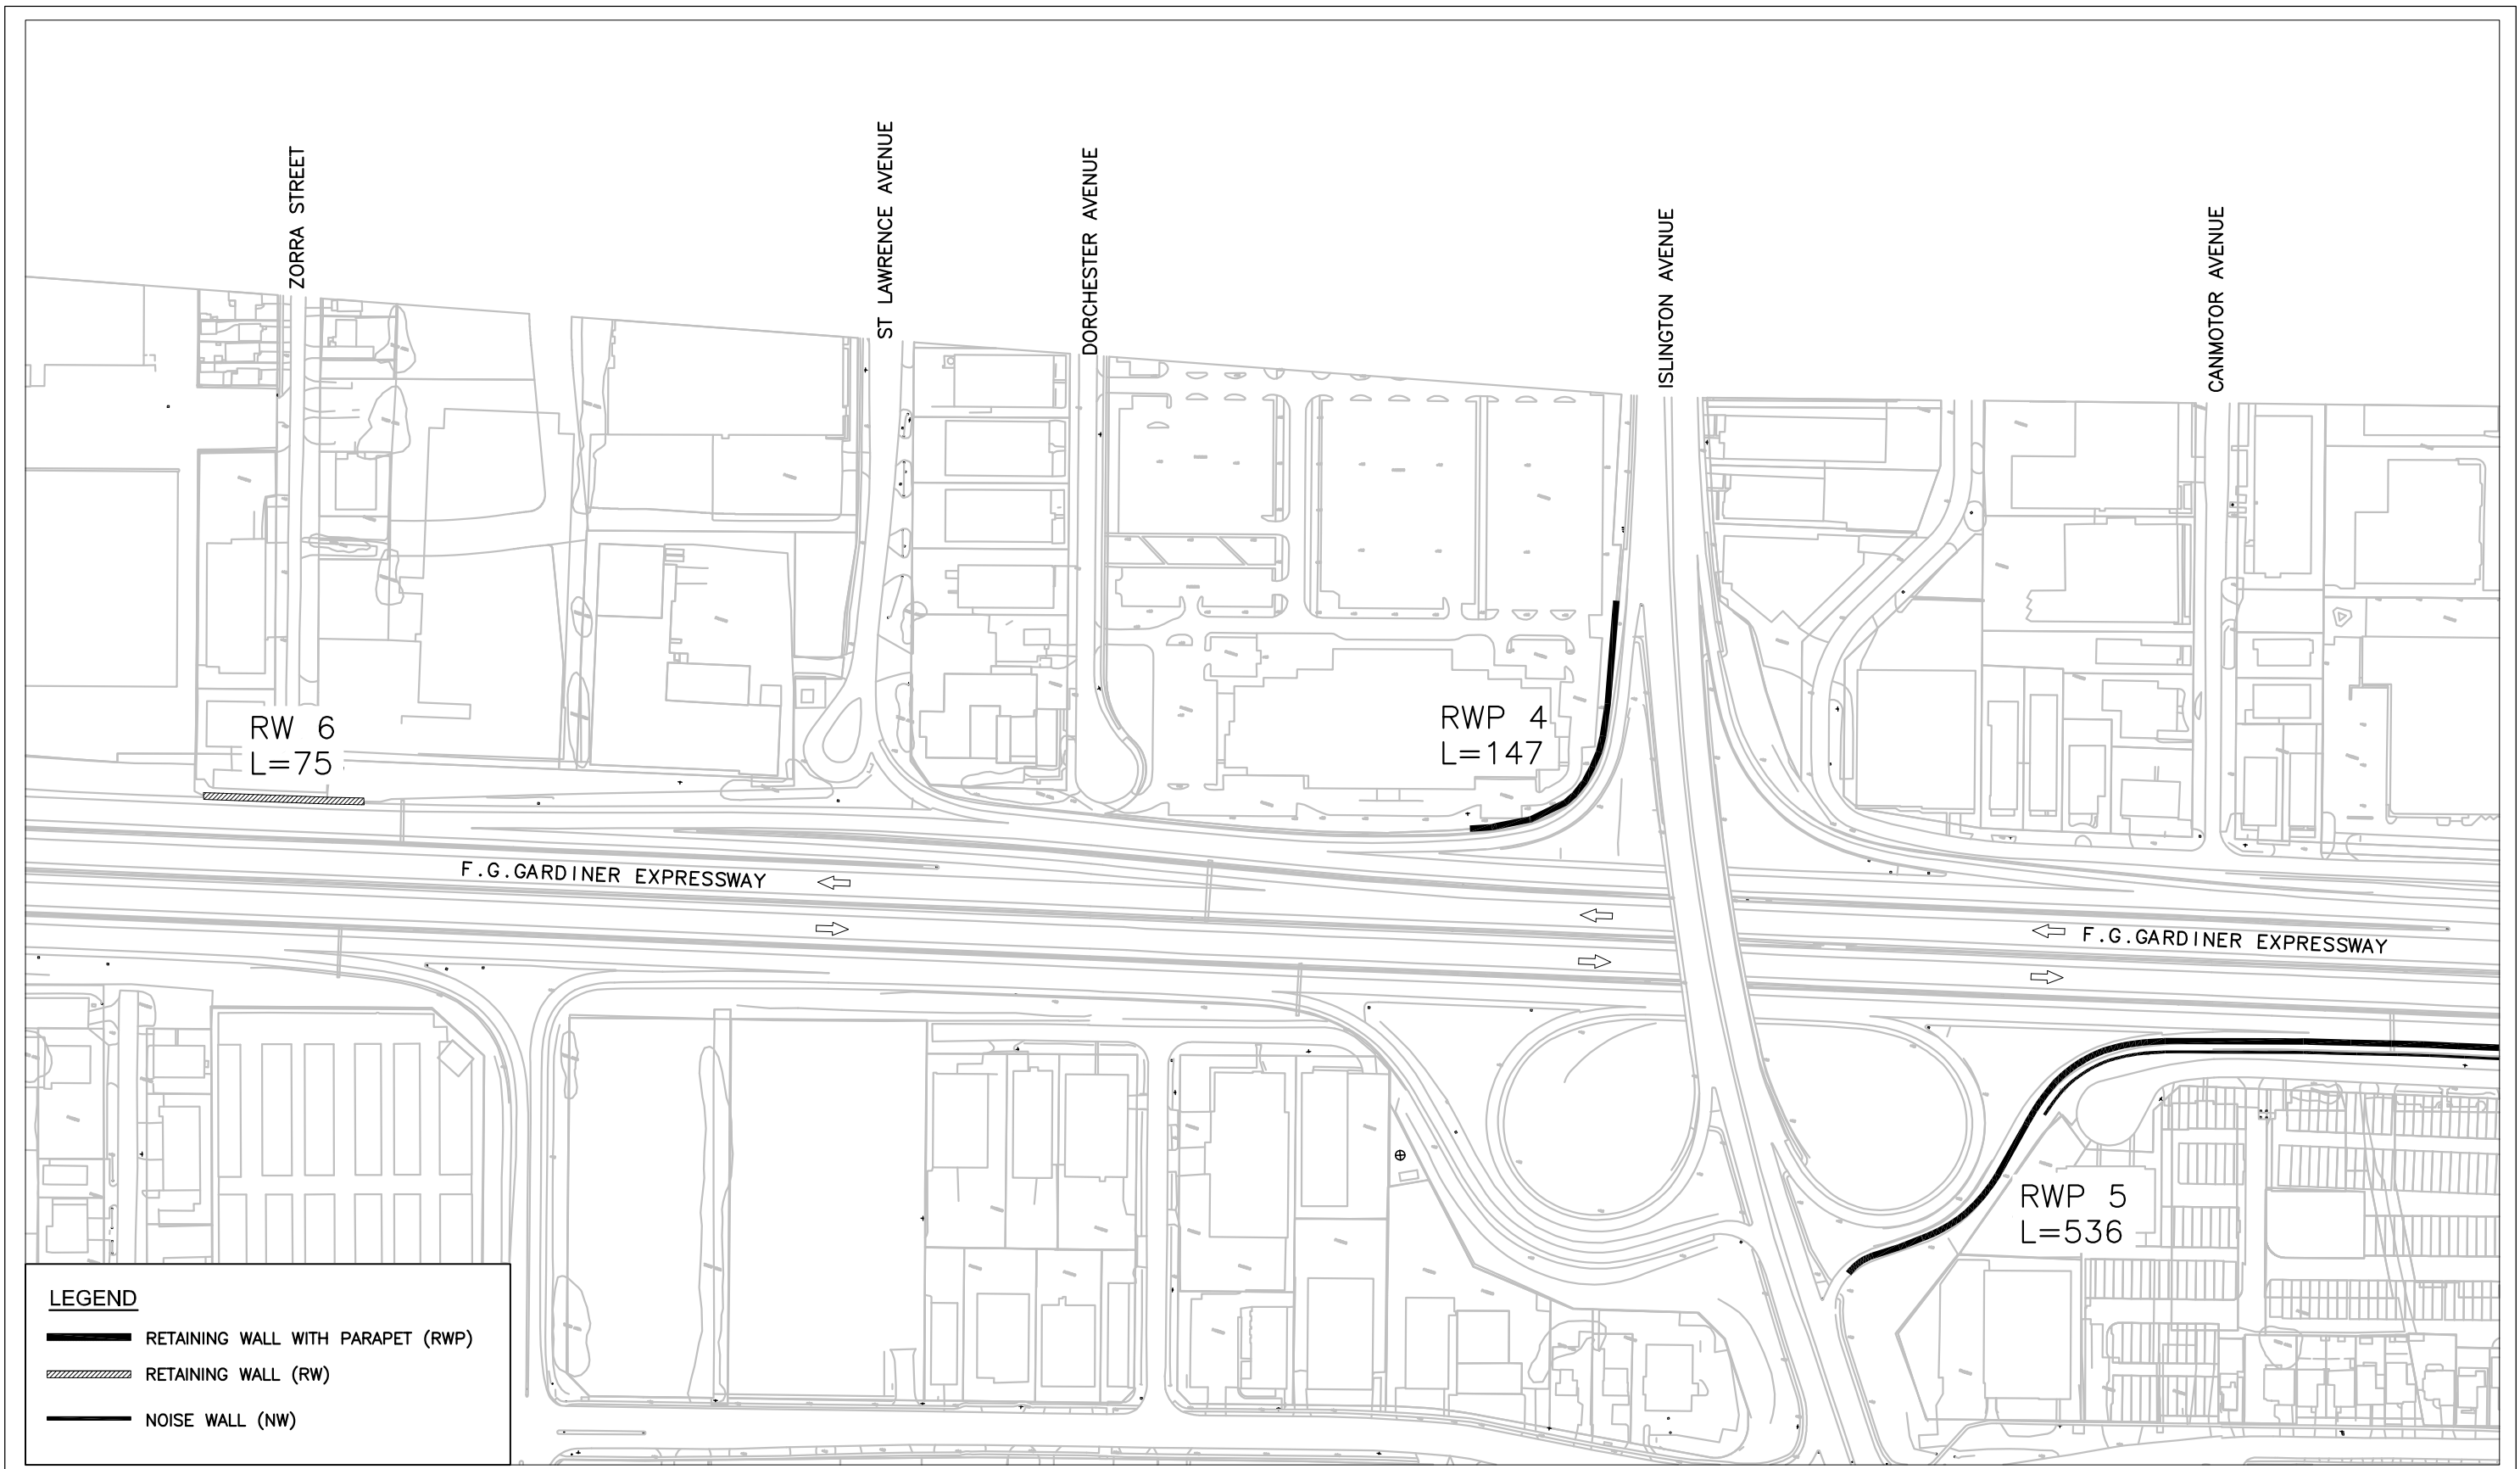 ZORRA STREET
ST LAWRENCE AVENUE
DORCHESTER AVENUE
ISLINGTON AVENUE
CANMOTOR AVENUE
RW 6
L=75
RWP 4
L=147
F.G.GARDINER EXPRESSWAY
F.G.GARDINER EXPRESSWAY
RWP 5
L=536
LEGEND
RETAINING WALL WITH PARAPET (RWP)
RETAINING WALL (RW)
NOISE WALL (NW)